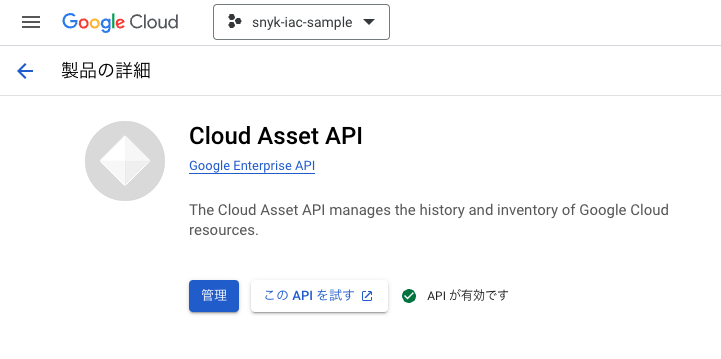 Google Cloud
snyk-iac-sample
製品の詳細
Cloud Asset API
Google Enterprise API
The Cloud Asset API manages the history and inventory of Google Cloud
resources.
管理
この API を試す
API が有効です